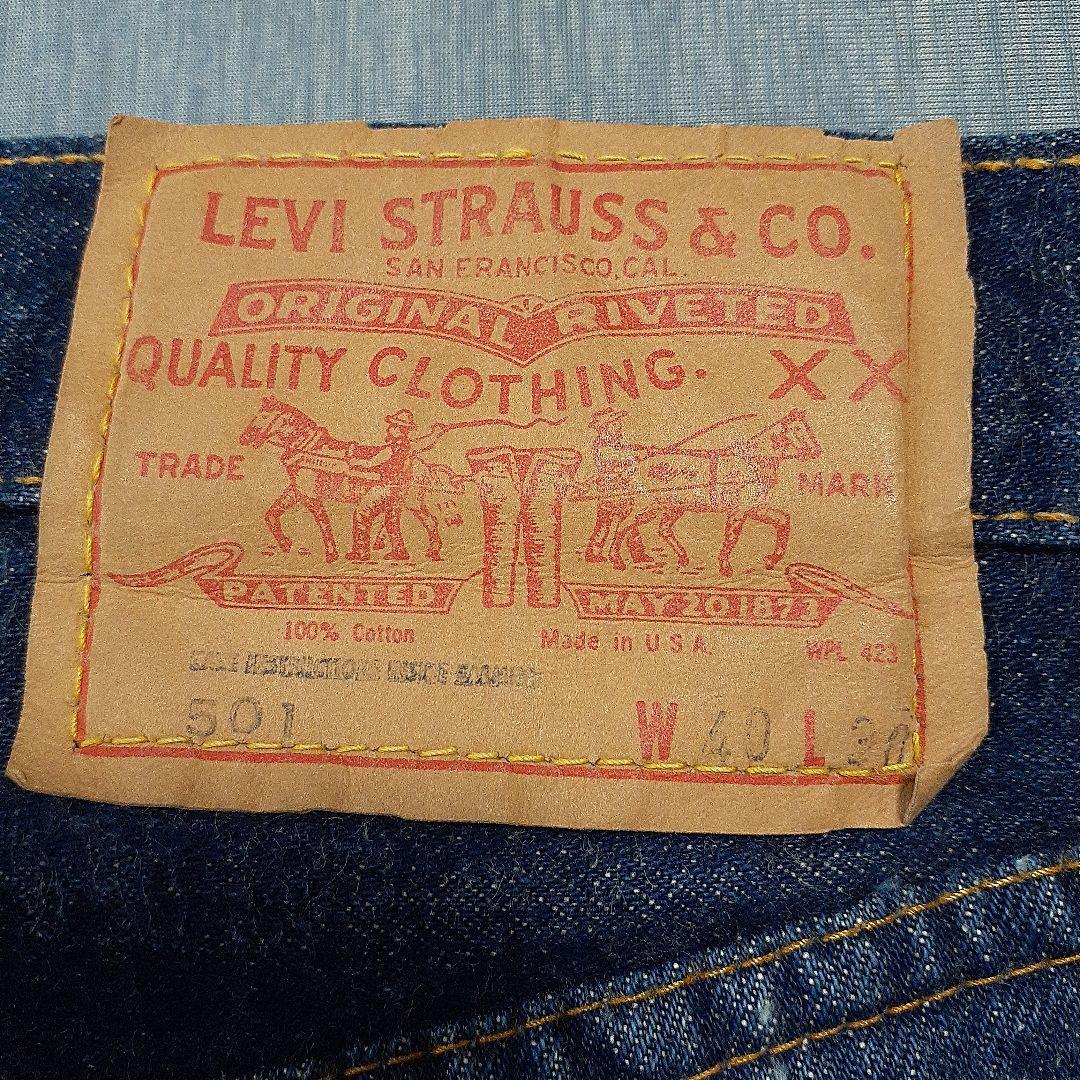 LEVI STRAUSS & CO.
SAN FRANCISCO, CAL.
ORIGINAL RIVETED
QUALITY CLOTHING. XX
TRADE MARK
PATENTED MAY 20 1873
100% Cotton Made in U S A. WPL 423
501 W 40 L